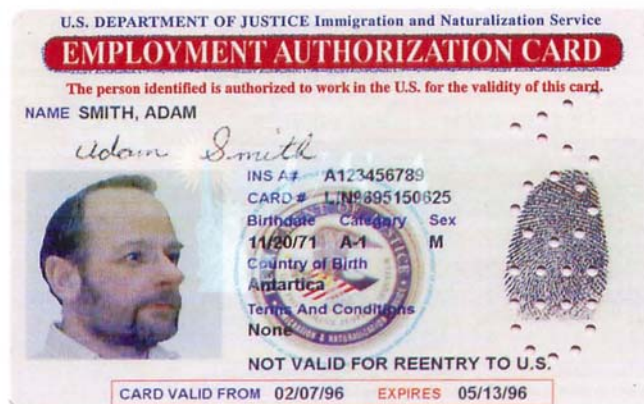 U.S. DEPARTMENT OF JUSTICE Immigration and Naturalization Service
EMPLOYMENT AUTHORIZATION CARD
The person identified is authorized to work in the U.S. for the validity of this card.
NAME SMITH, ADAM
Adam Smith
INS A# A123456789
CARD # LIN9695150625
Birthdate Category Sex
11/20/71 A-1 M
Country of Birth
Antartica
Terms And Conditions
None
NOT VALID FOR REENTRY TO U.S.
CARD VALID FROM 02/07/96 EXPIRES 05/13/96